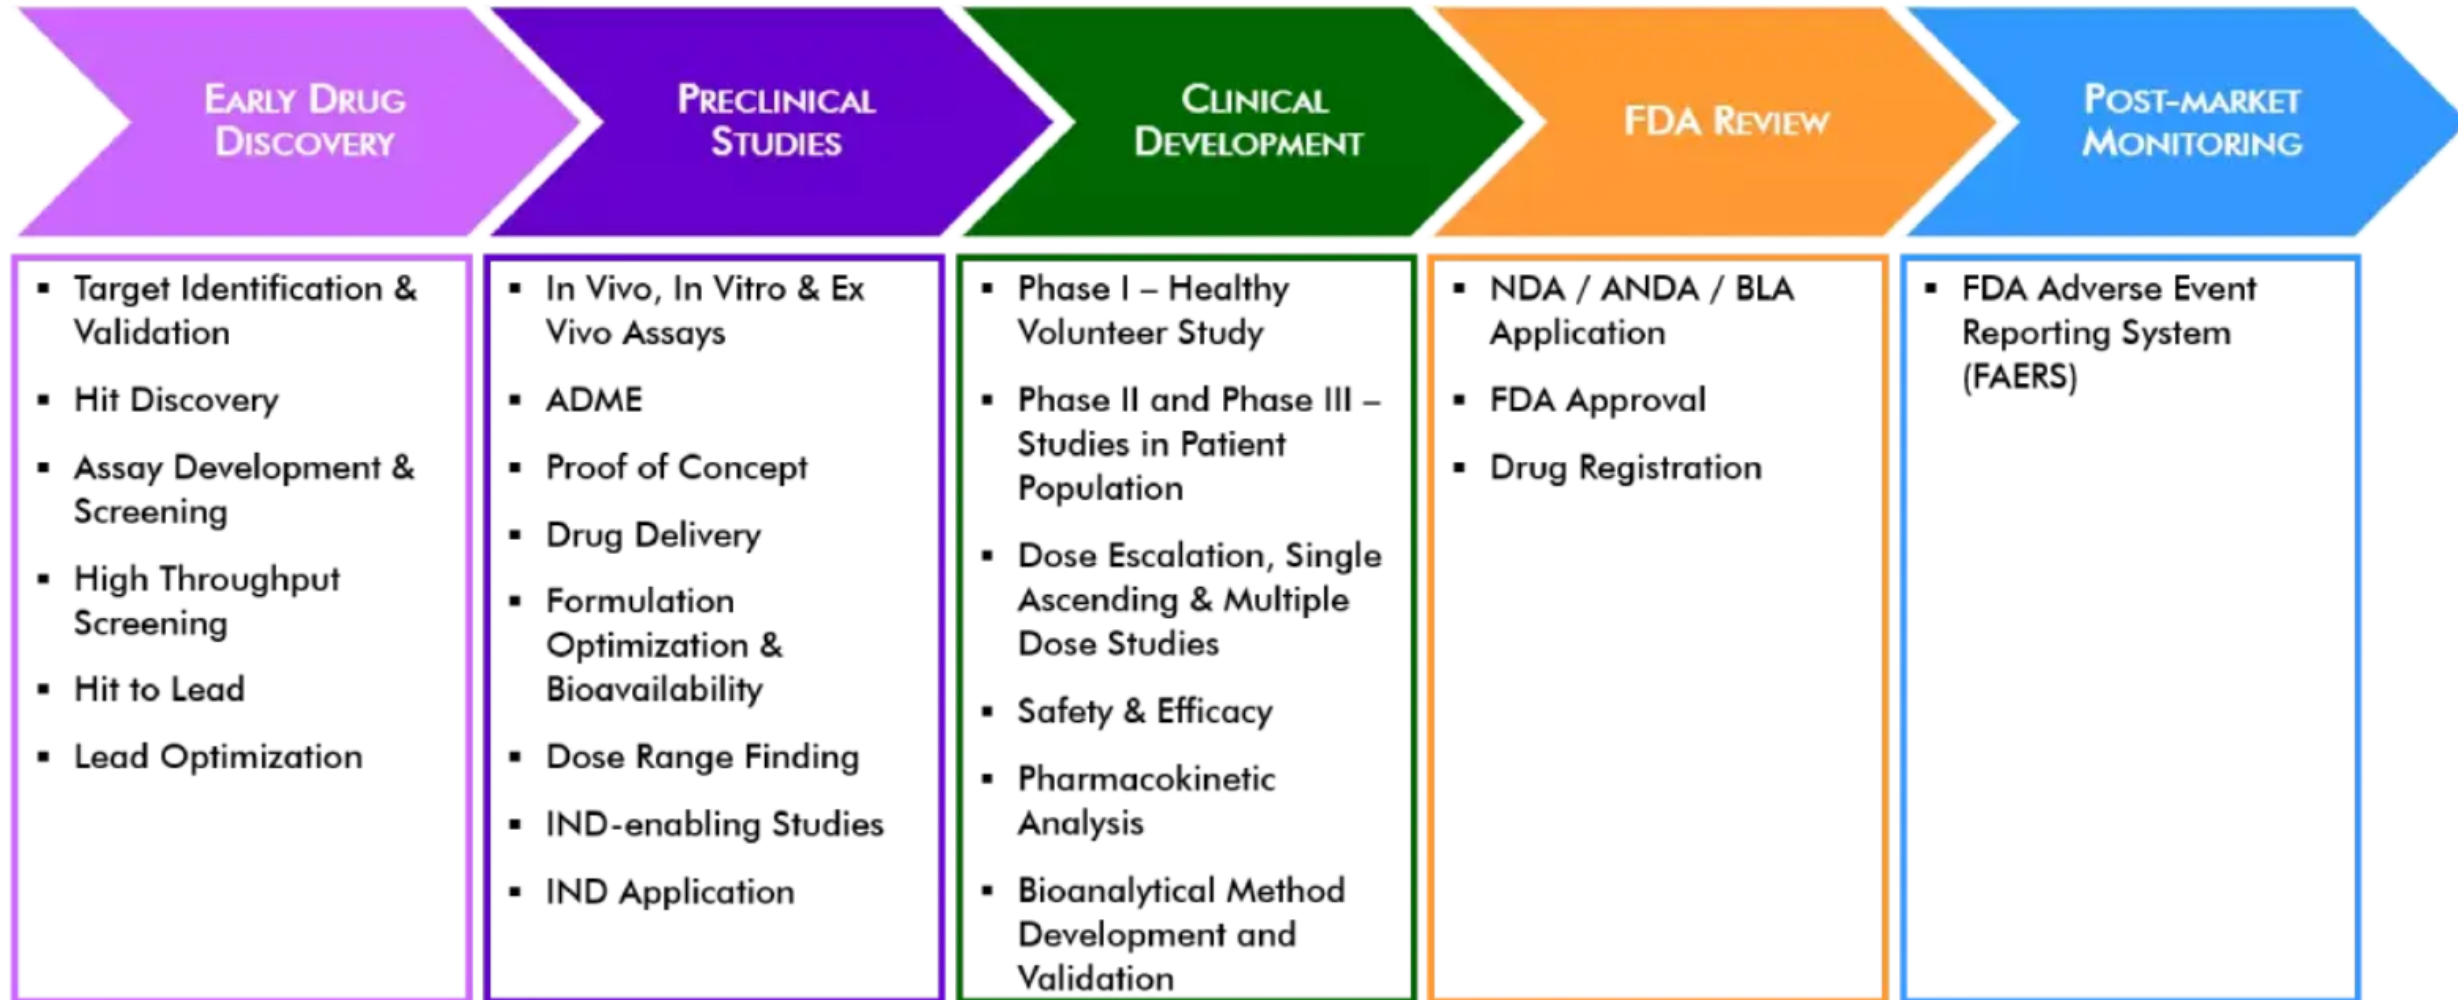 EARLY DRUG
DISCOVERY
PRECLINICAL
STUDIES
CLINICAL
DEVELOPMENT
FDA REVIEW
POST-MARKET
MONITORING
▪ Target Identification &
Validation
▪ Hit Discovery
▪ Assay Development &
Screening
▪ High Throughput
Screening
▪ Hit to Lead
▪ Lead Optimization
▪ In Vivo, In Vitro & Ex
Vivo Assays
▪ ADME
▪ Proof of Concept
▪ Drug Delivery
▪ Formulation
Optimization &
Bioavailability
▪ Dose Range Finding
▪ IND-enabling Studies
▪ IND Application
▪ Phase I – Healthy
Volunteer Study
▪ Phase II and Phase III –
Studies in Patient
Population
▪ Dose Escalation, Single
Ascending & Multiple
Dose Studies
▪ Safety & Efficacy
▪ Pharmacokinetic
Analysis
▪ Bioanalytical Method
Development and
Validation
▪ NDA / ANDA / BLA
Application
▪ FDA Approval
▪ Drug Registration
▪ FDA Adverse Event
Reporting System
(FAERS)